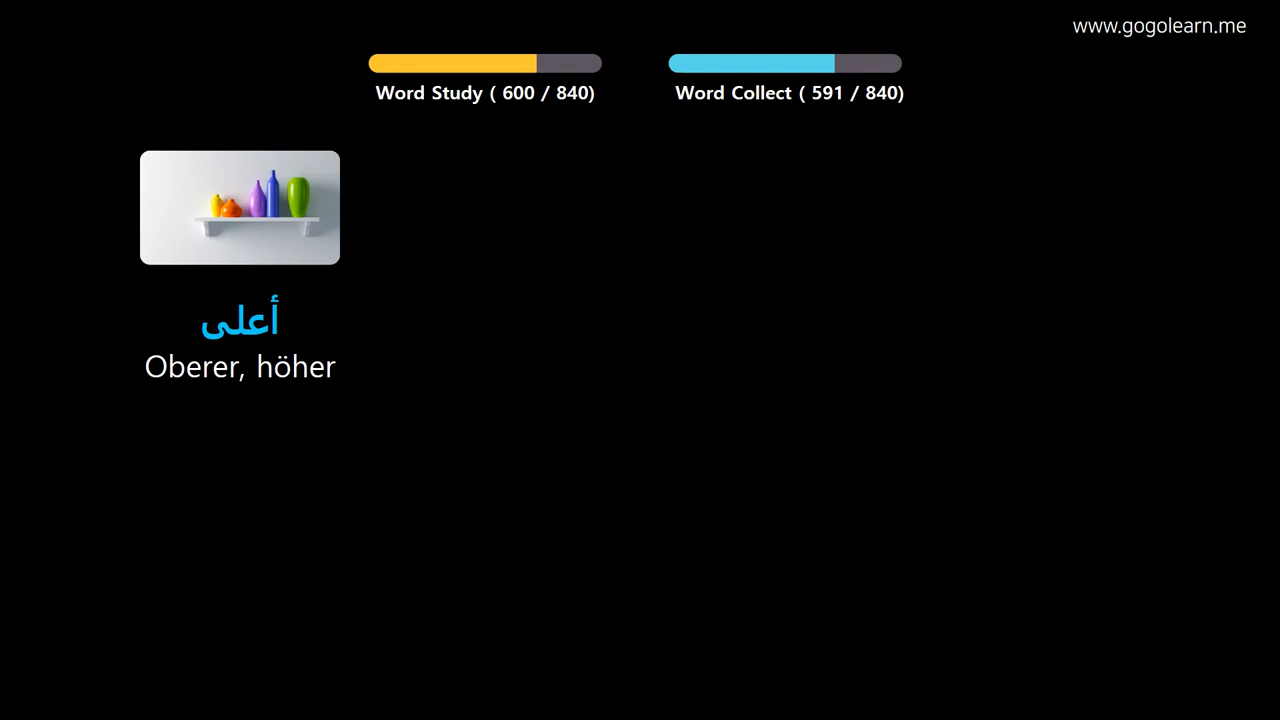 www.gogolearn.me
Word Study ( 600 / 840)
Word Collect ( 591 / 840)
أعلى
Oberer, höher